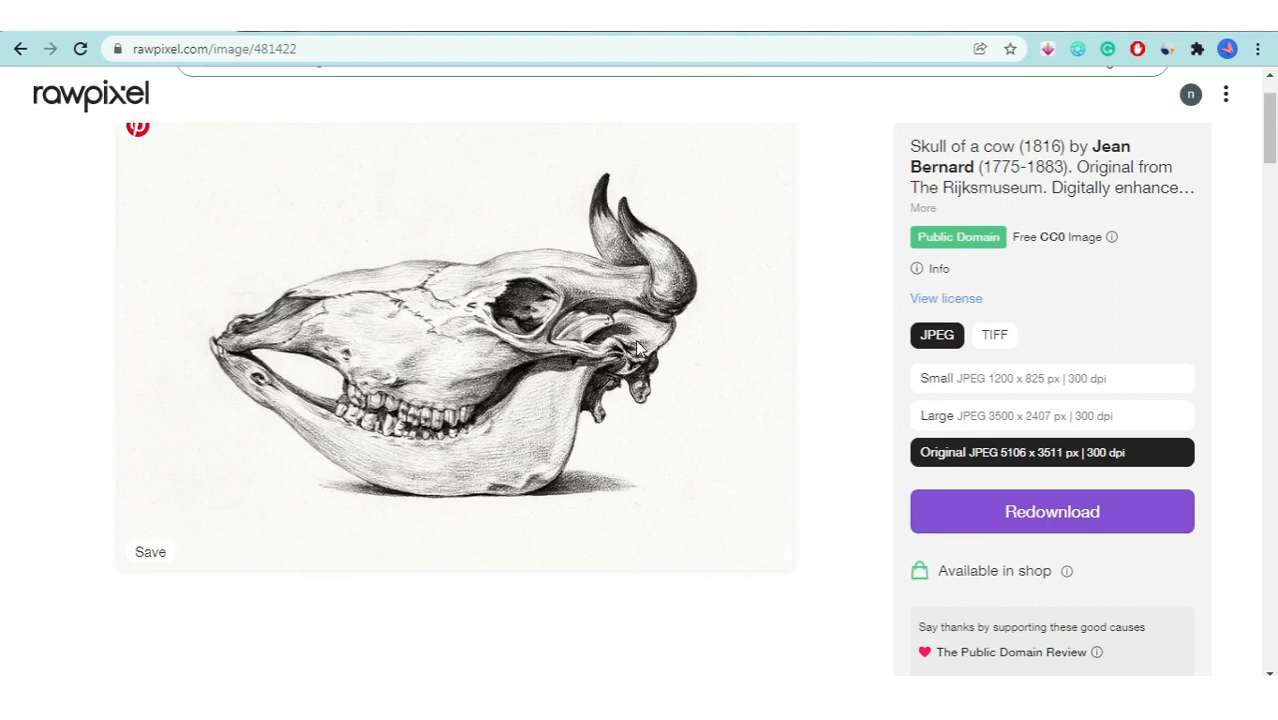 rawpixel.com/image/481422
rawpixel
n
Skull of a cow (1816) by Jean
Bernard (1775-1883). Original from
The Rijksmuseum. Digitally enhance…
More
Public Domain Free CC0 Image
Info
View license
JPEG TIFF
Small JPEG 1200 x 825 px | 300 dpi
Large JPEG 3500 x 2407 px | 300 dpi
Original JPEG 5106 x 3511 px | 300 dpi
Redownload
Save
Available in shop
Say thanks by supporting these good causes
The Public Domain Review